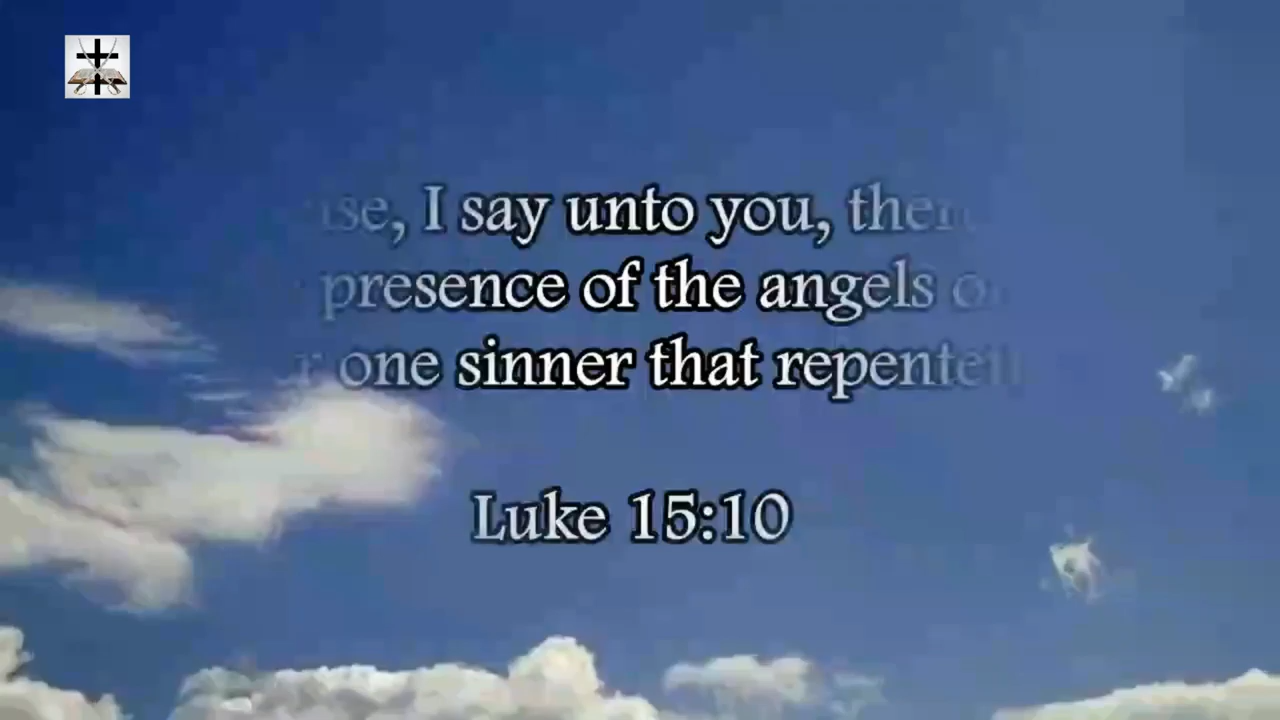 I say unto you,
presence of the angels
one sinner that
Luke 15:10